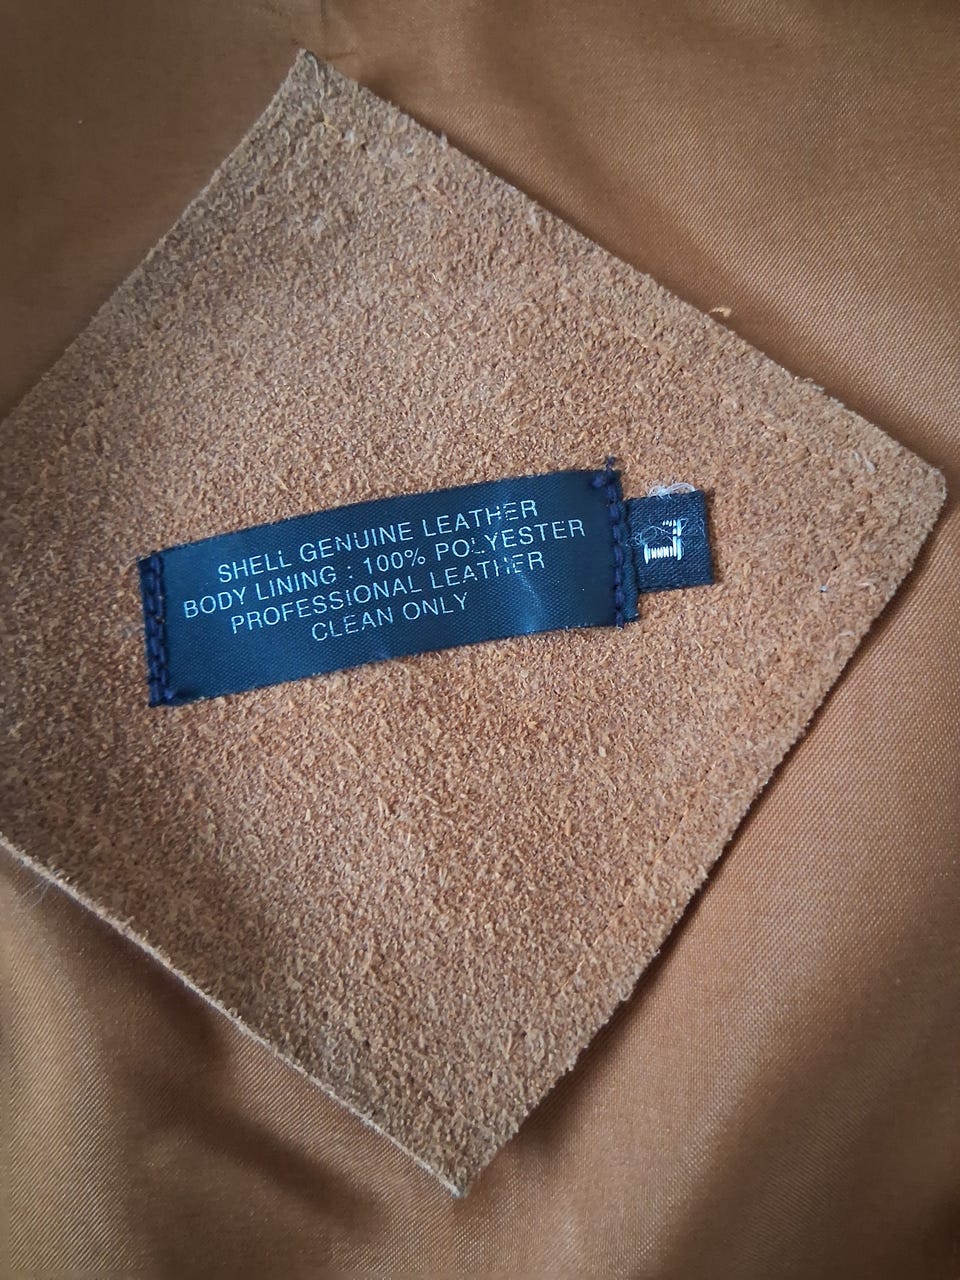 SHELL GENUINE LEATHER
BODY LINING : 100% POLYESTER
PROFESSIONAL LEATHER
CLEAN ONLY